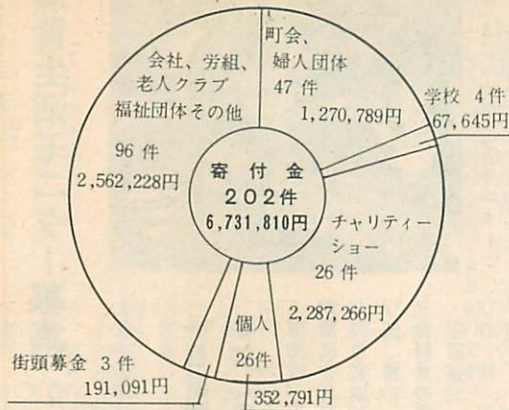 町会、
婦人団体
47 件
1,270,789円
学校 4件
67,645円
チャリティー
ショー
26 件
2,287,266円
個人
26件
352,791円
街頭募金 3 件
191,091円
会社、労組、
老人クラブ
福祉団体その他
96 件
2,562,228円
寄 付 金
202件
6,731,810円